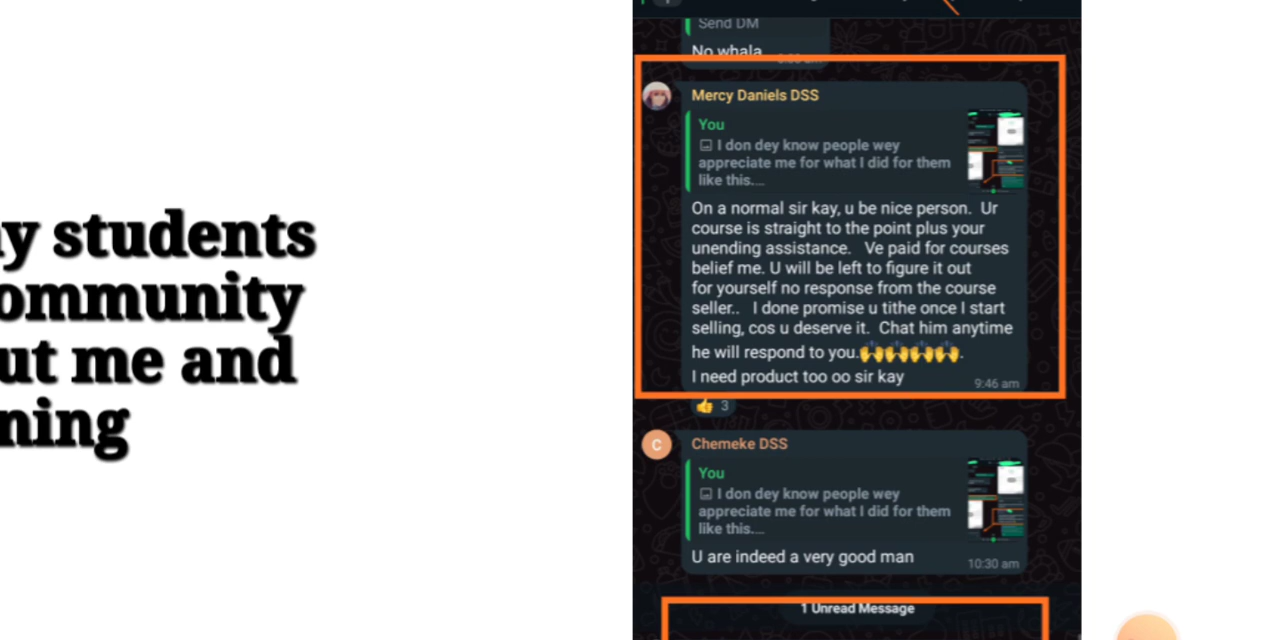 y students
ommunity
ut me and
ning
Send DM
No whala
Mercy Daniels DSS
You
I don dey know people wey
appreciate me for what I did for them
like this.__
On a normal sir kay, u be nice person. Ur
course is straight to the point plus your
unending assistance. Ve paid for courses
belief me. U will be left to figure it out
for yourself no response from the course
seller.. I done promise u tithe once I start
selling, cos u deserve it. Chat him anytime
he will respond to you.🙌🙌🙌🙌.
I need product too oo sir kay
9:46 am
👍 3
C
Chemeke DSS
You
I don dey know people wey
appreciate me for what I did for them
like this.__
U are indeed a very good man
10:30 am
1 Unread Message